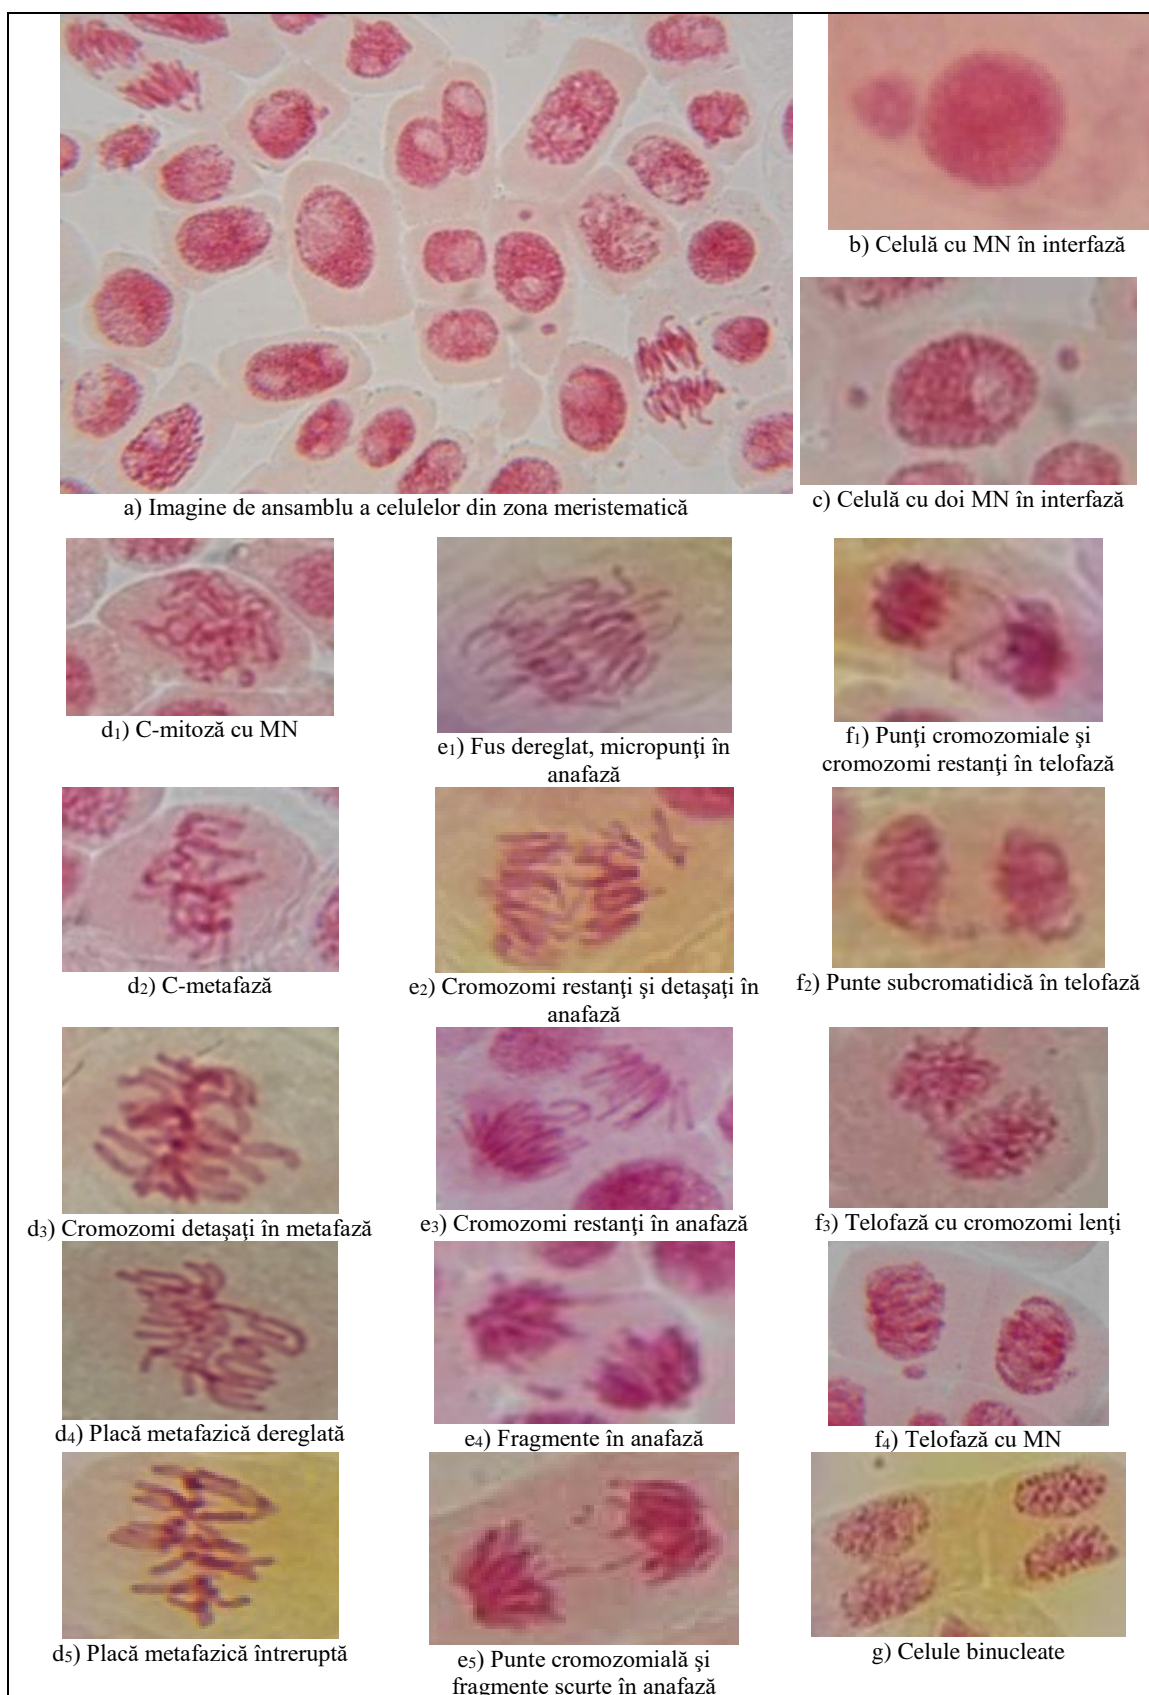 a) Imagine de ansamblu a celulelor din zona meristematică
b) Celulă cu MN în interfază
c) Celulă cu doi MN în interfază
d1) C-mitoză cu MN
e1) Fus dereglat, micropunţi în
anafază
f1) Punţi cromozomiale şi
cromozomi restanţi în telofază
d2) C-metafază
e2) Cromozomi restanţi şi detaşaţi în
anafază
f2) Punte subcromatidică în telofază
d3) Cromozomi detaşaţi în metafază
e3) Cromozomi restanţi în anafază
f3) Telofază cu cromozomi lenţi
d4) Placă metafazică dereglată
e4) Fragmente în anafază
f4) Telofază cu MN
d5) Placă metafazică întreruptă
e5) Punte cromozomială şi
fragmente scurte în anafază
g) Celule binucleate